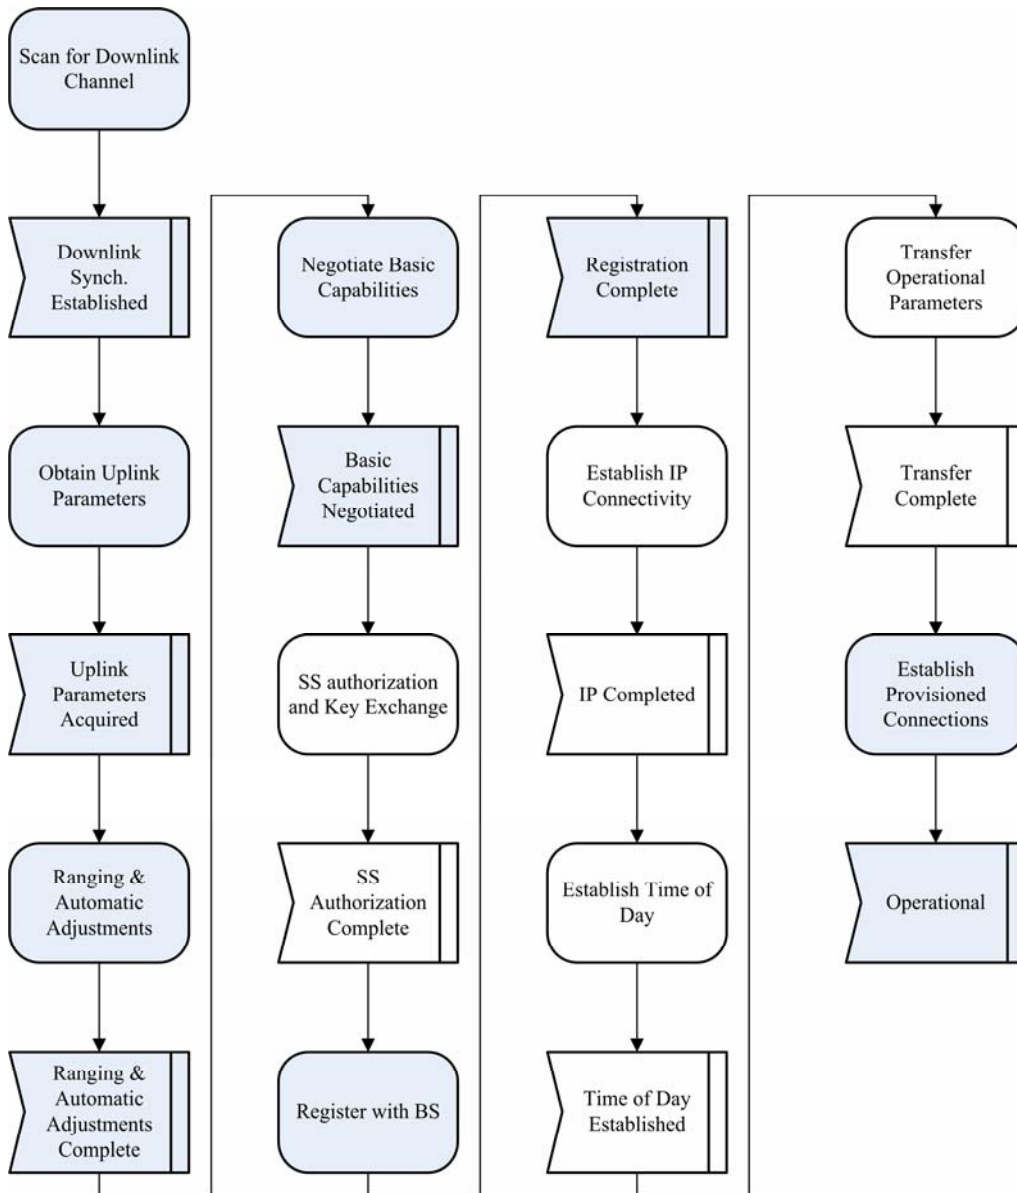 Scan for Downlink
Channel
Downlink
Synch.
Established
Obtain Uplink
Parameters
Uplink
Parameters
Acquired
Ranging &
Automatic
Adjustments
Ranging &
Automatic
Adjustments
Complete
Negotiate Basic
Capabilities
Basic
Capabilities
Negotiated
SS authorization
and Key Exchange
SS
Authorization
Complete
Register with BS
Registration
Complete
Establish IP
Connectivity
IP Completed
Establish Time of
Day
Time of Day
Established
Transfer
Operational
Parameters
Transfer
Complete
Establish
Provisioned
Connections
Operational